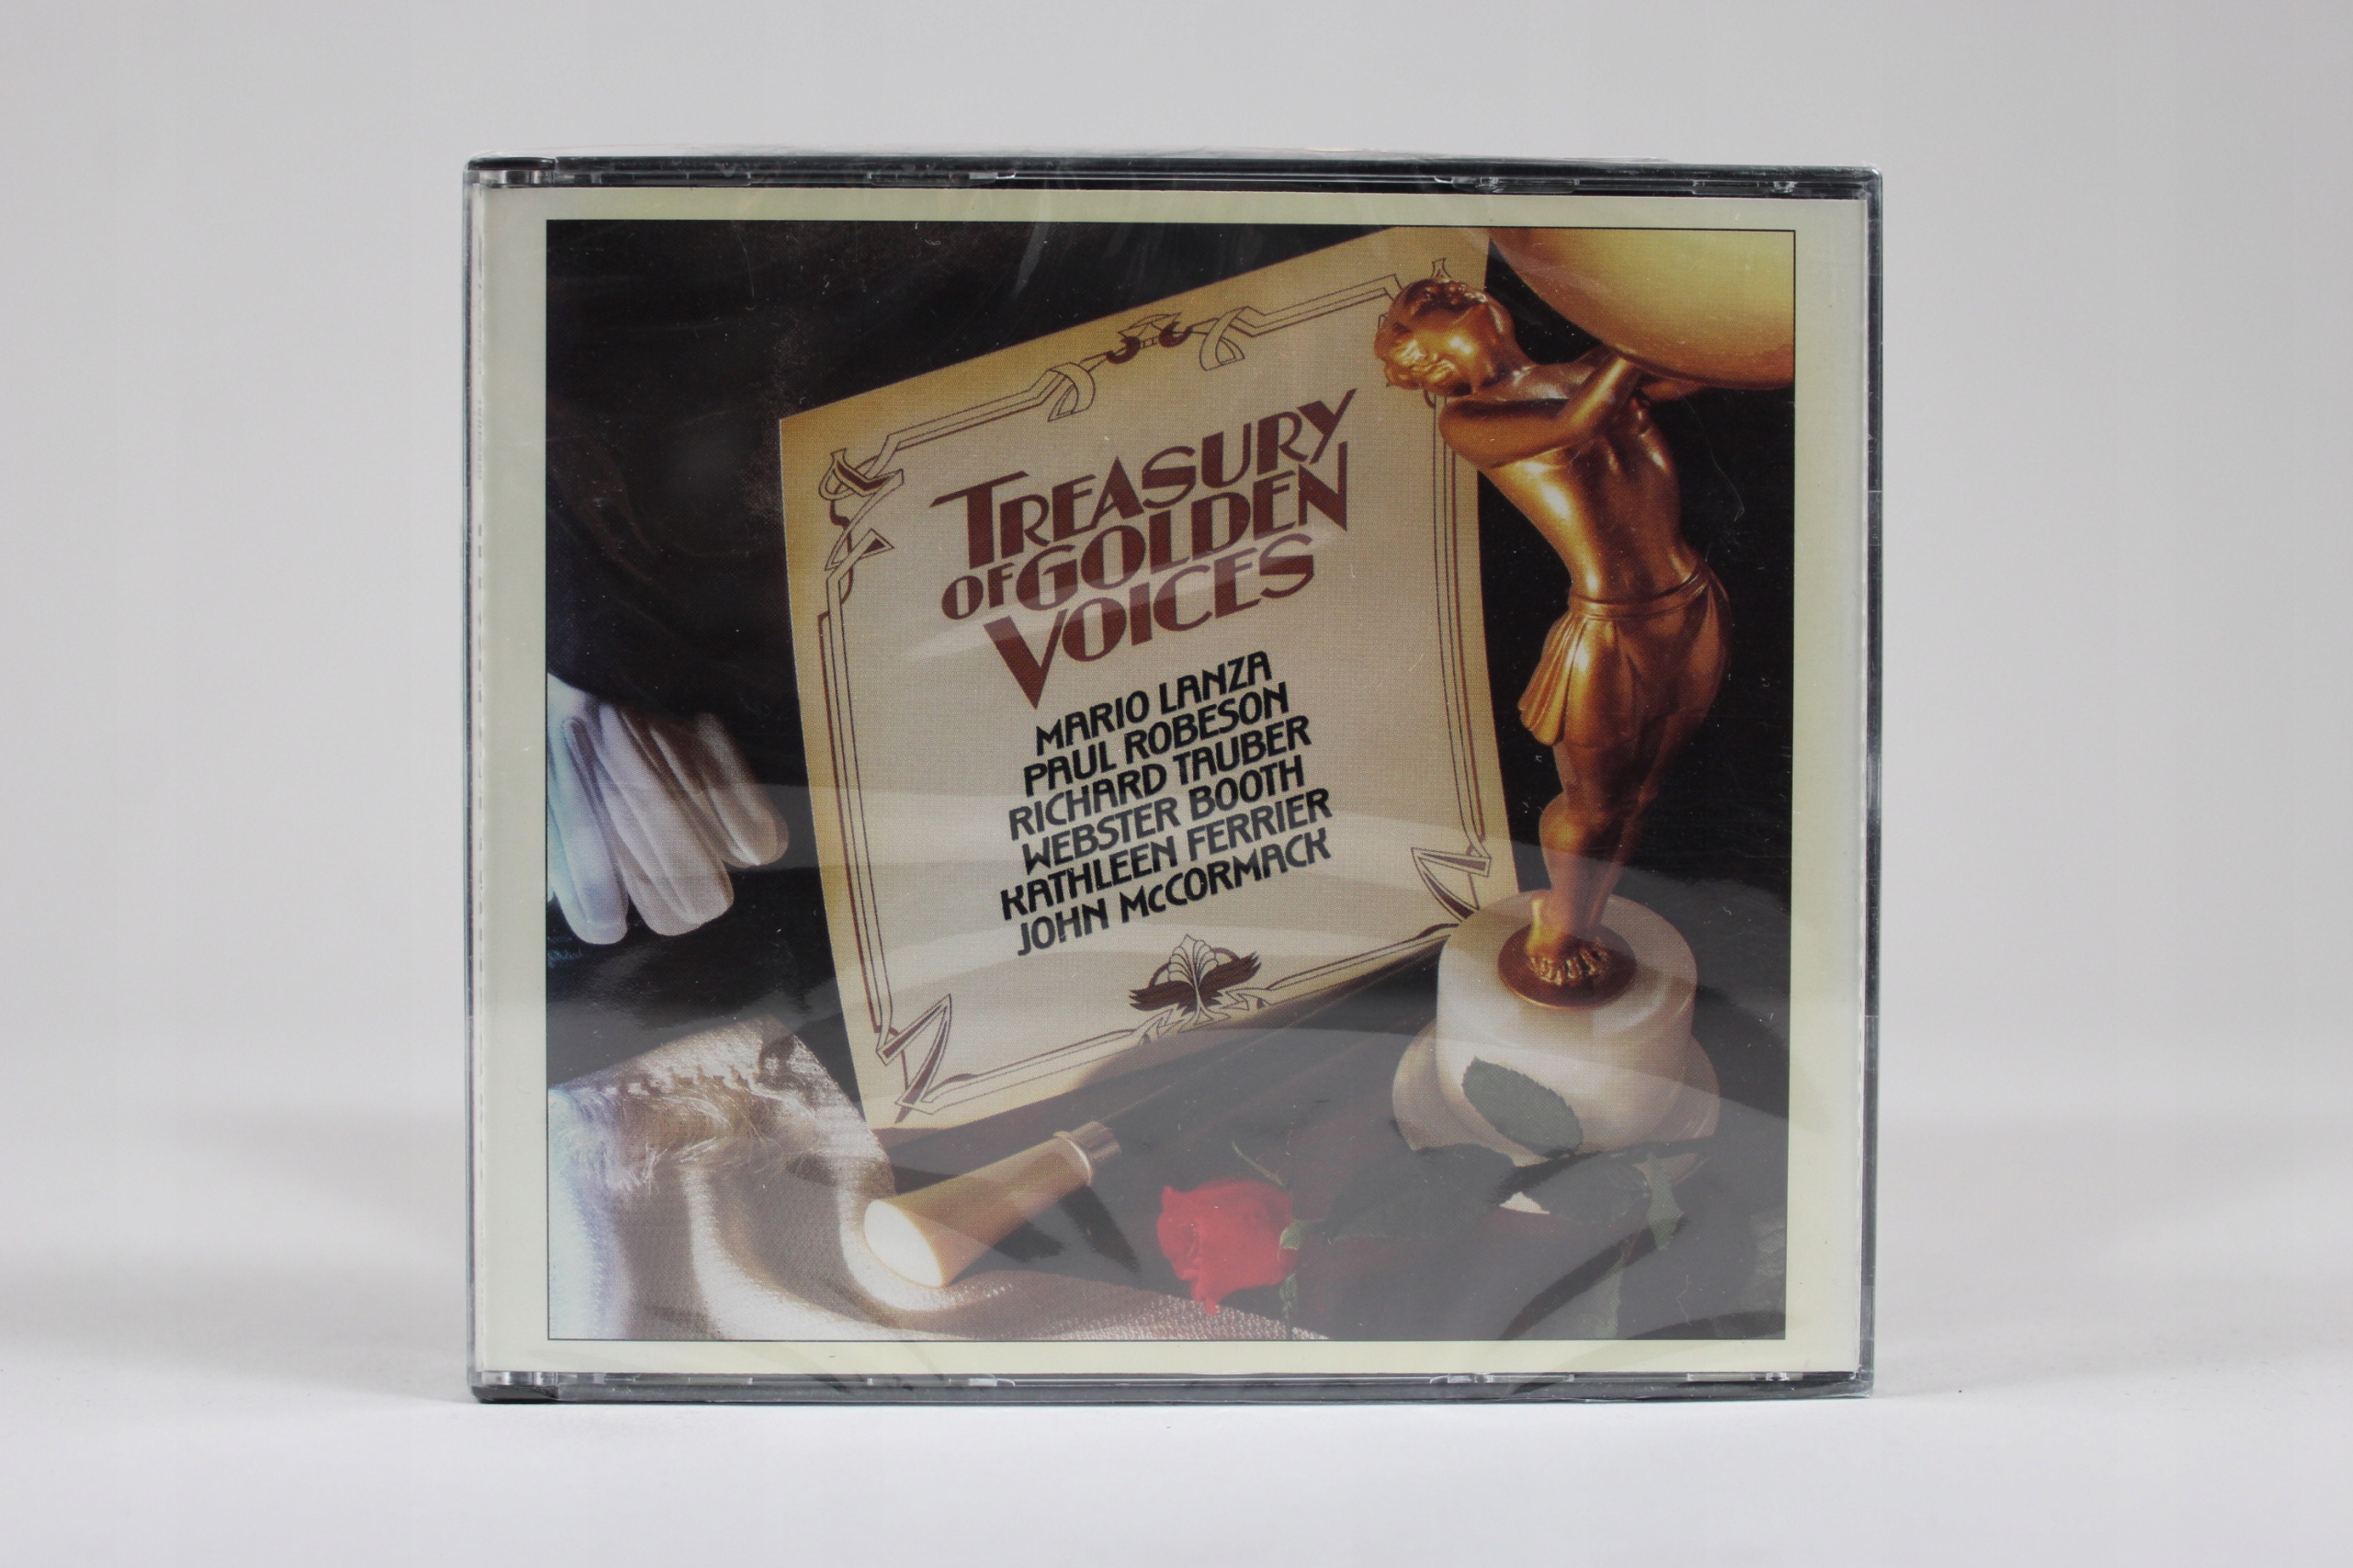 TREASURY
OF GOLDEN
VOICES
MARIO LANZA
PAUL ROBESON
RICHARD TAUBER
WEBSTER BOOTH
KATHLEEN FERRIER
JOHN McCORMACK